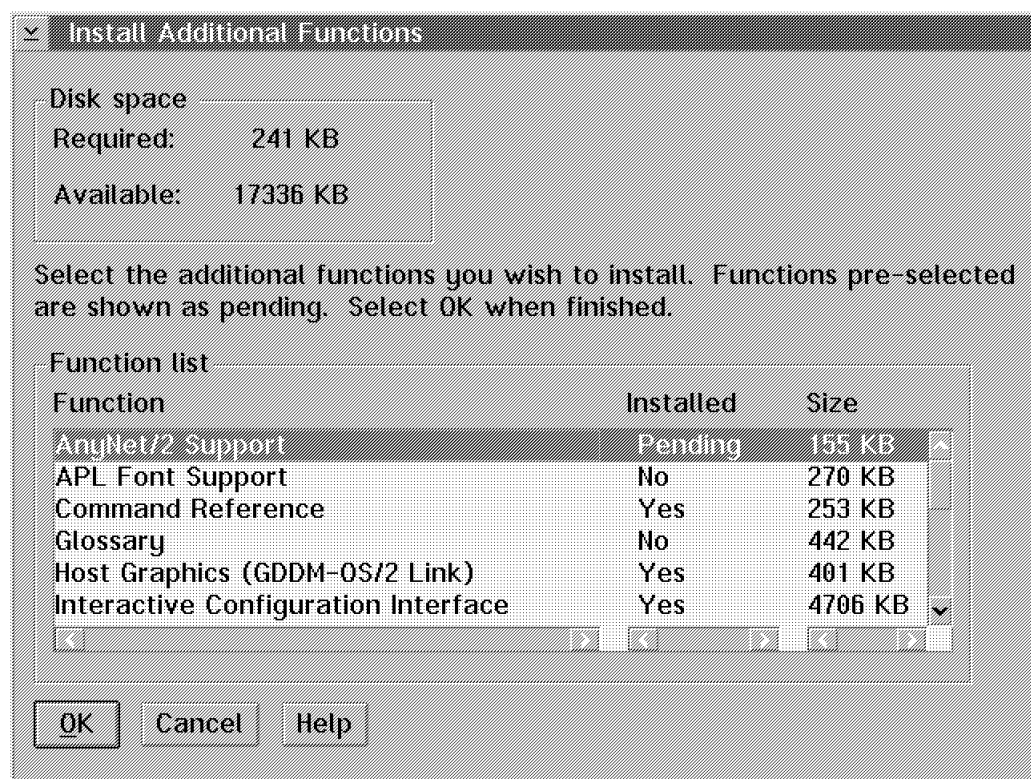 Install Additional Functions
Disk space
Required: 241 KB
Available: 17336 KB
Select the additional functions you wish to install. Functions pre-selected
are shown as pending. Select OK when finished.
Function list
Function Installed Size
AnyNet/2 Support Pending 155 KB
APL Font Support No 270 KB
Command Reference Yes 253 KB
Glossary No 442 KB
Host Graphics (GDDM-OS/2 Link) Yes 401 KB
Interactive Configuration Interface Yes 4706 KB
OK Cancel Help